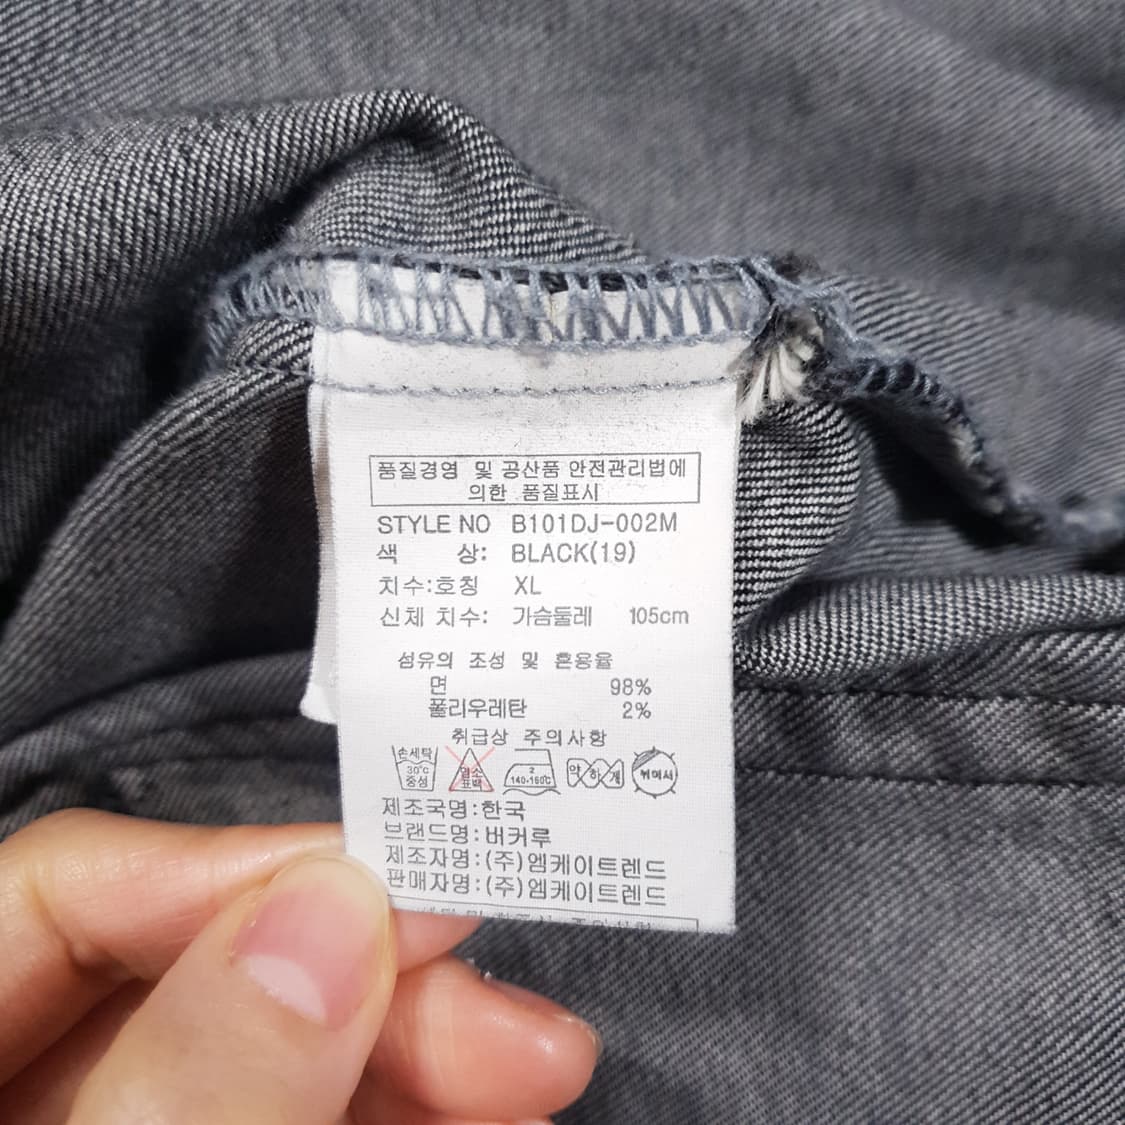 품질경영 및 공산품 안전관리법에
의한 품질표시
STYLE NO B101DJ-002M
색 상: BLACK(19)
치수:호칭 XL
신체 치수: 가슴둘레 105cm
섬유의 조성 및 혼용율
면 98%
폴리우레탄 2%
취급상 주의사항
손세탁 30℃ 중성
염소 표백
2 140-160℃
약하게
뉘어서
제조국명:한국
브랜드명:버커루
제조자명:(주)엠케이트렌드
판매자명:(주)엠케이트렌드